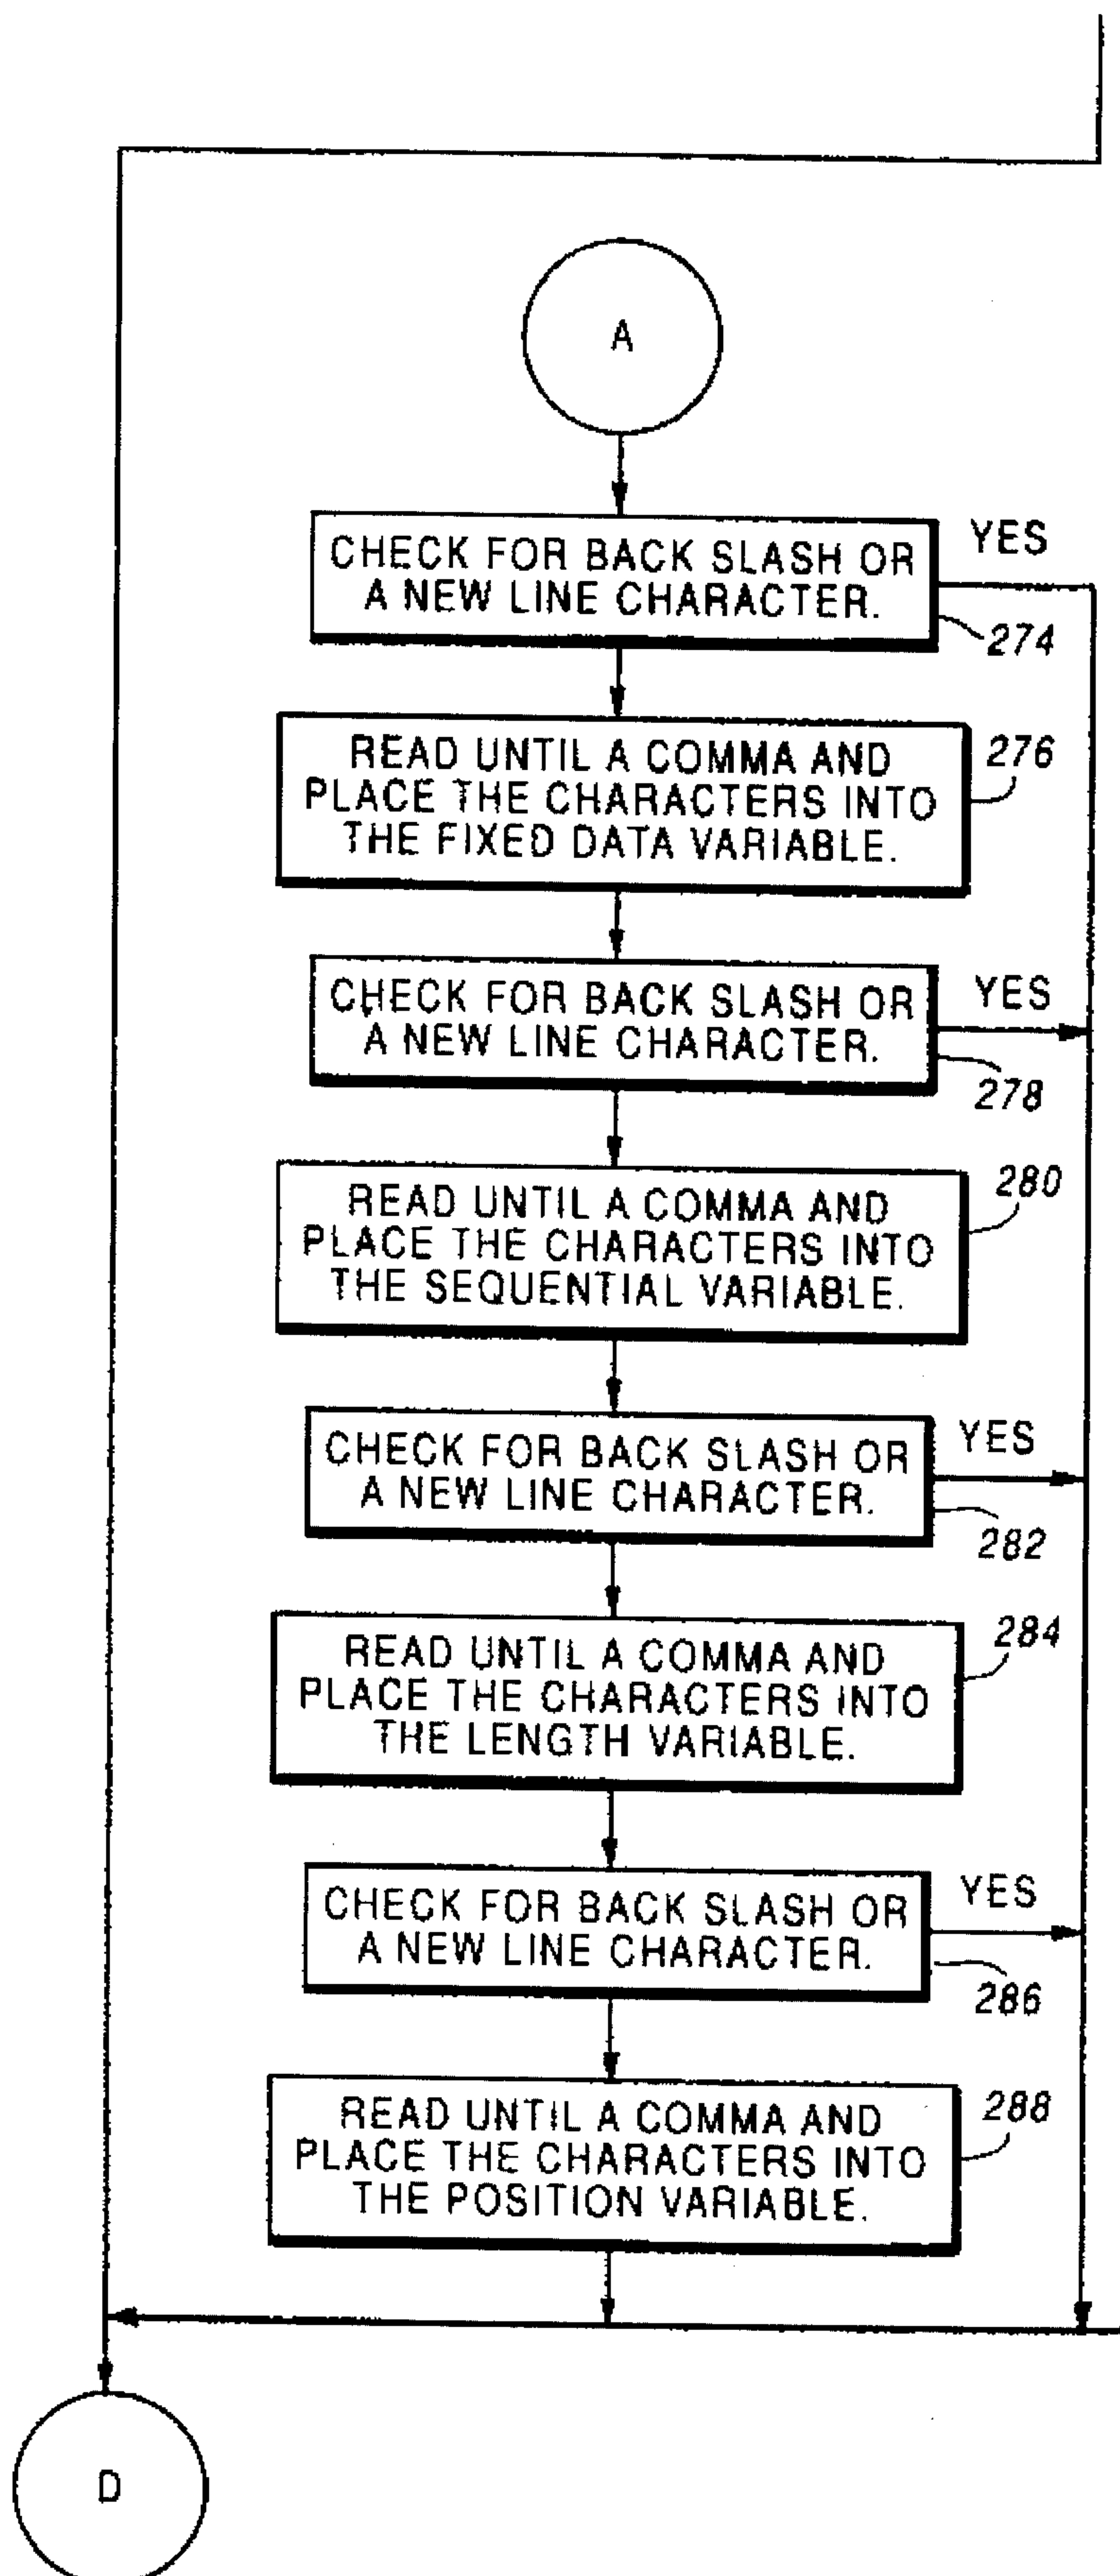 A
CHECK FOR BACK SLASH OR
A NEW LINE CHARACTER.
YES
274
READ UNTIL A COMMA AND
PLACE THE CHARACTERS INTO
THE FIXED DATA VARIABLE.
276
CHECK FOR BACK SLASH OR
A NEW LINE CHARACTER.
YES
278
READ UNTIL A COMMA AND
PLACE THE CHARACTERS INTO
THE SEQUENTIAL VARIABLE.
280
CHECK FOR BACK SLASH OR
A NEW LINE CHARACTER.
YES
282
READ UNTIL A COMMA AND
PLACE THE CHARACTERS INTO
THE LENGTH VARIABLE.
284
CHECK FOR BACK SLASH OR
A NEW LINE CHARACTER.
YES
286
READ UNTIL A COMMA AND
PLACE THE CHARACTERS INTO
THE POSITION VARIABLE.
288
D